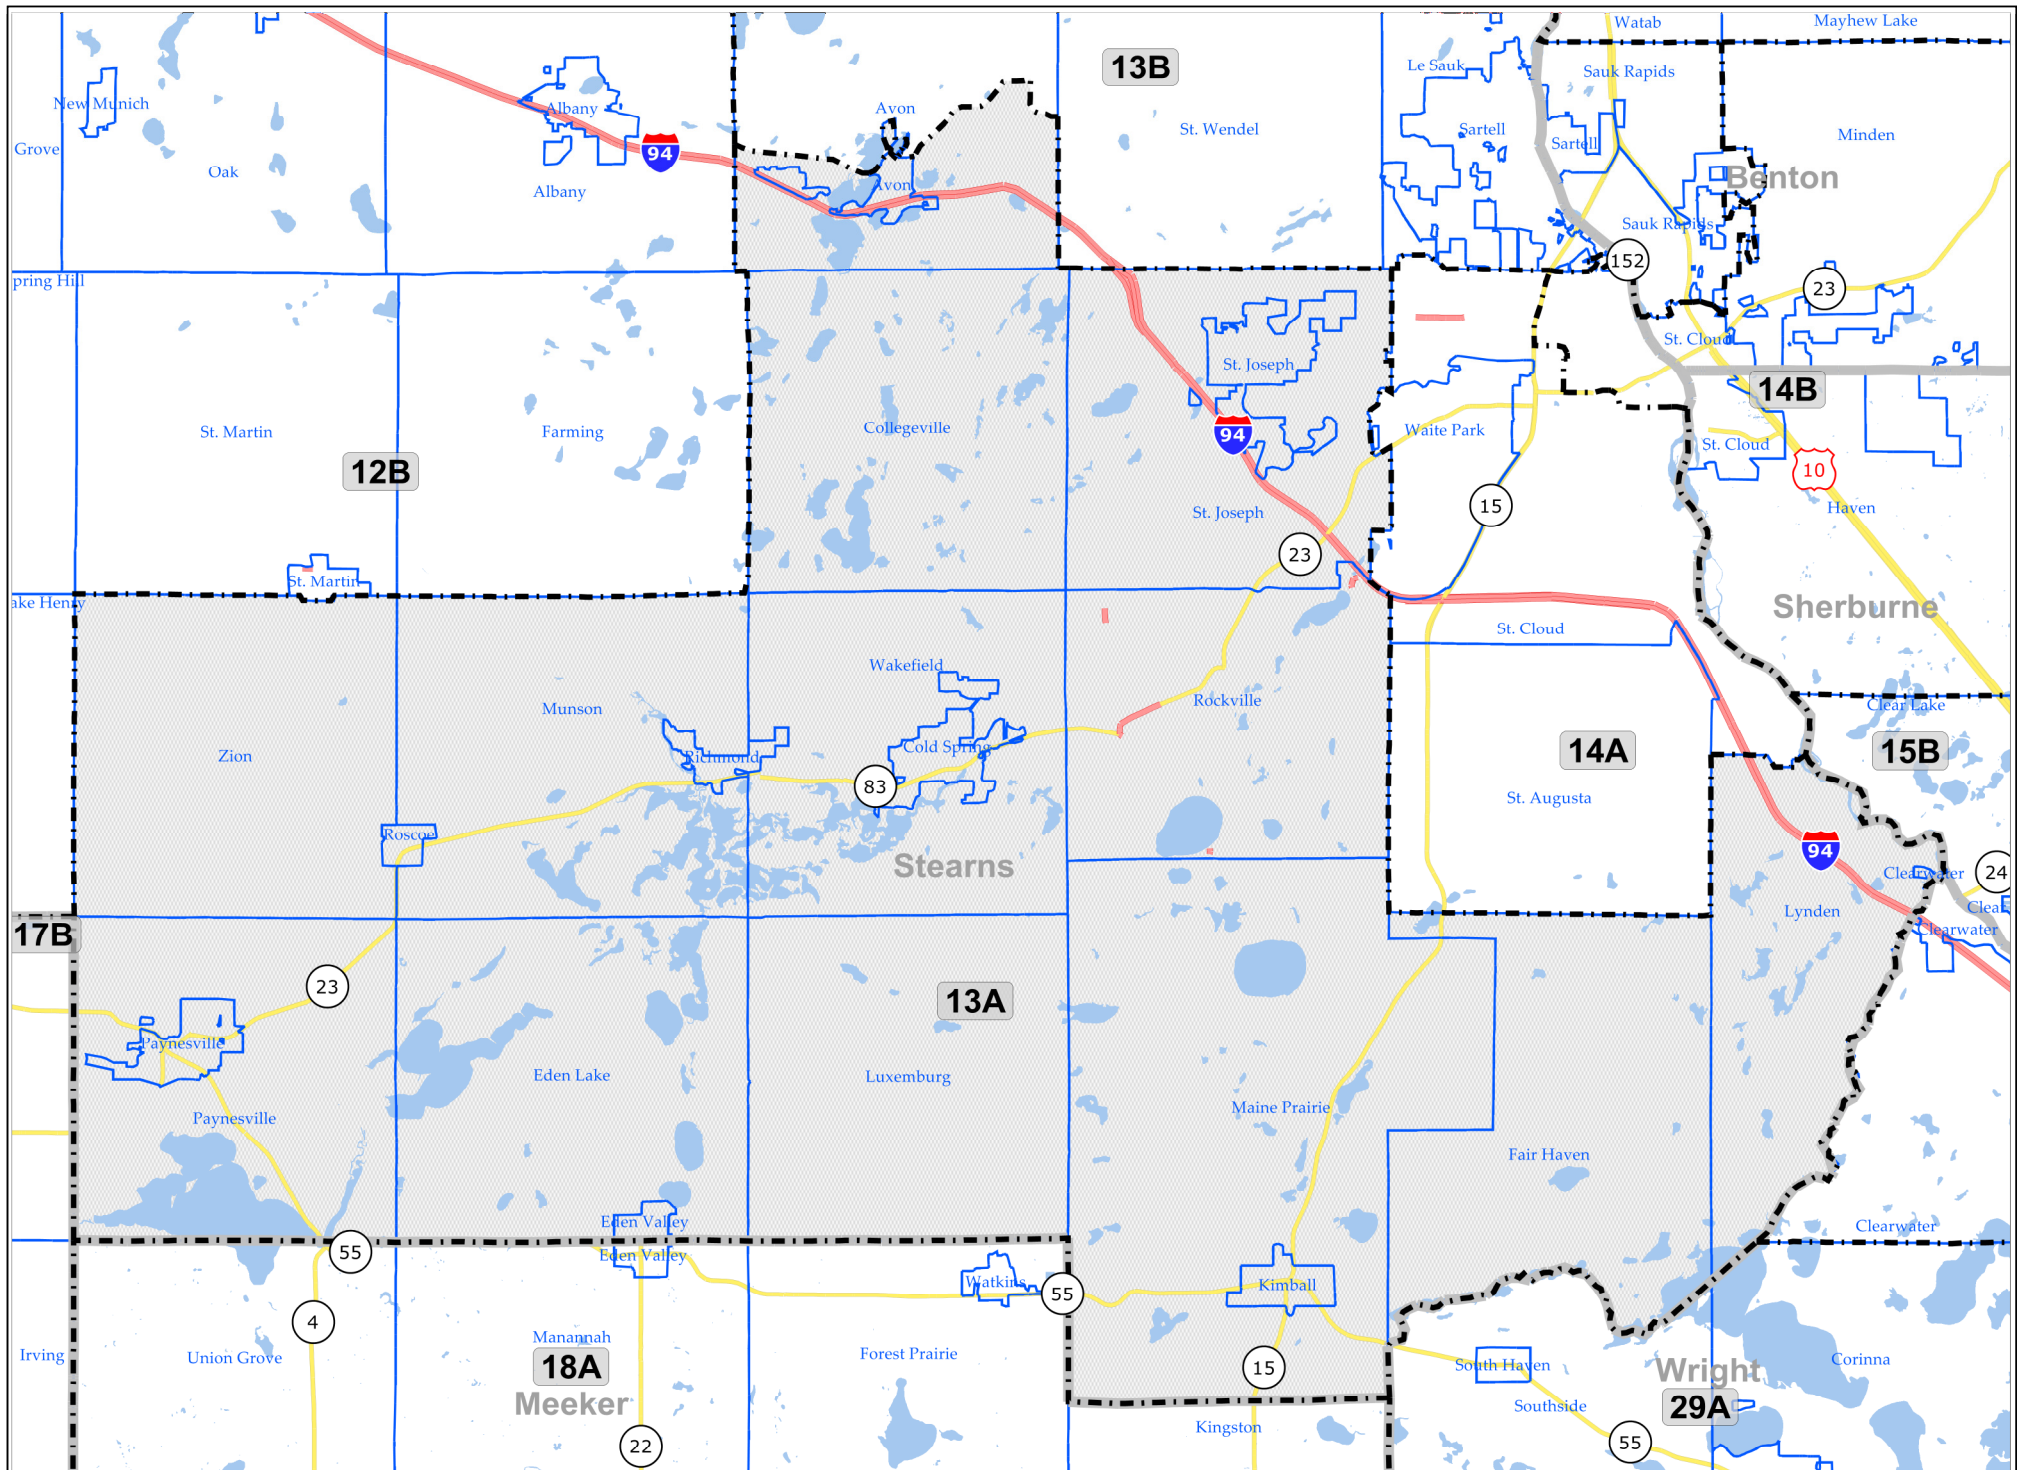 Watab
Mayhew Lake
13B
Le Sauk
Sauk Rapids
New Munich
Albany
Avon
St. Wendel
Sartell
Sartell
Minden
Grove
94
Oak
Albany
Avon
Benton
Sauk Rapids
152
23
pring Hill
St. Cloud
St. Joseph
14B
St. Martin
Farming
Collegeville
94
Waite Park
St. Cloud
12B
10
15
Haven
St. Joseph
23
St. Martin
ake Henry
Sherburne
St. Cloud
Wakefield
Munson
Rockville
Clear Lake
Zion
Richmond
Cold Spring
14A
15B
83
St. Augusta
Roscoe
Stearns
94
Clearwater
24
Lynden
Clear
17B
Clearwater
23
13A
Paynesville
Eden Lake
Luxemburg
Paynesville
Maine Prairie
Fair Haven
Eden Valley
Clearwater
55
Eden Valley
Watkins
55
Kimball
4
Manannah
Irving
Union Grove
18A
Forest Prairie
15
South Haven
Wright
Corinna
Meeker
Southside
29A
Kingston
22
55